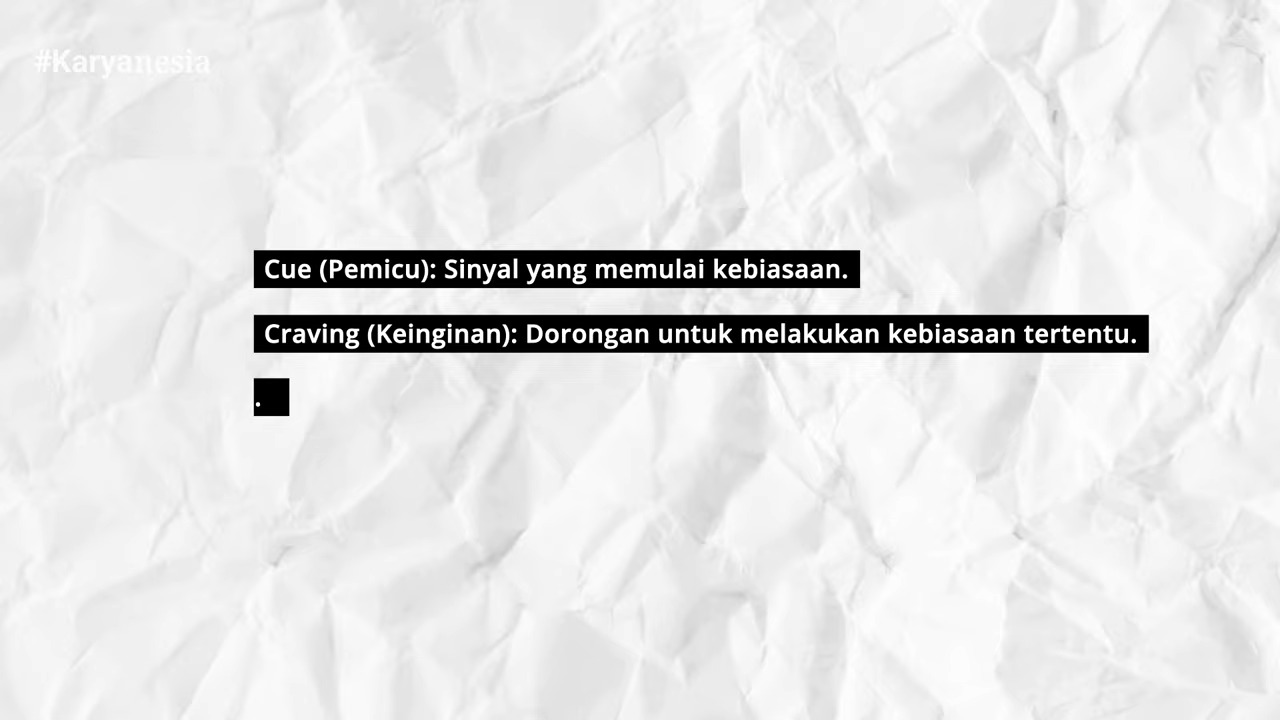 #Karyanesia
Cue (Pemicu): Sinyal yang memulai kebiasaan.
Craving (Keinginan): Dorongan untuk melakukan kebiasaan tertentu.
.